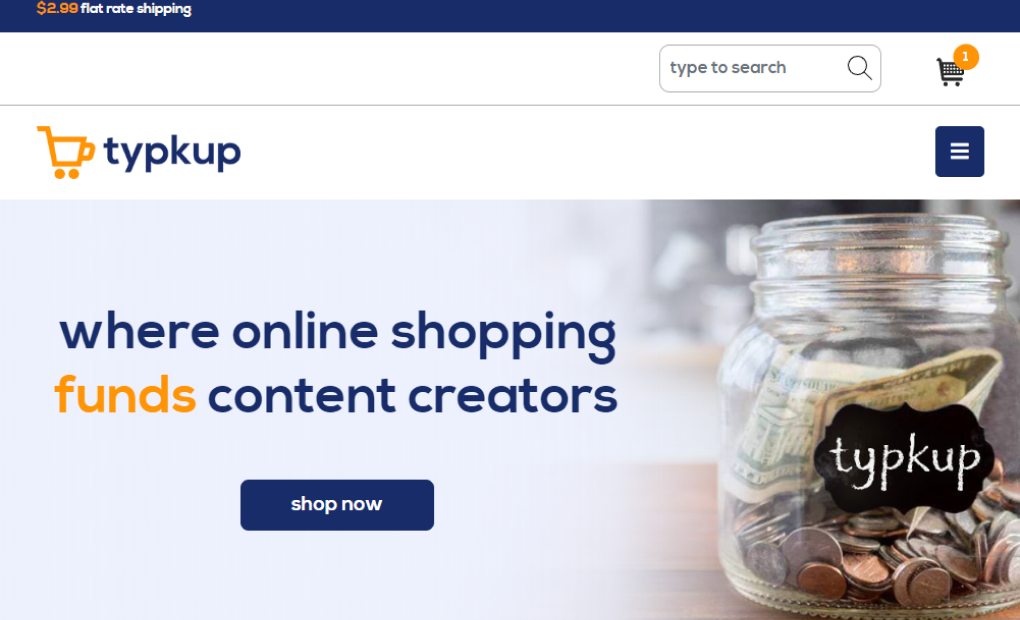 $2.99 flat rate shipping
type to search
1
typkup
where online shopping
funds content creators
shop now
typkup